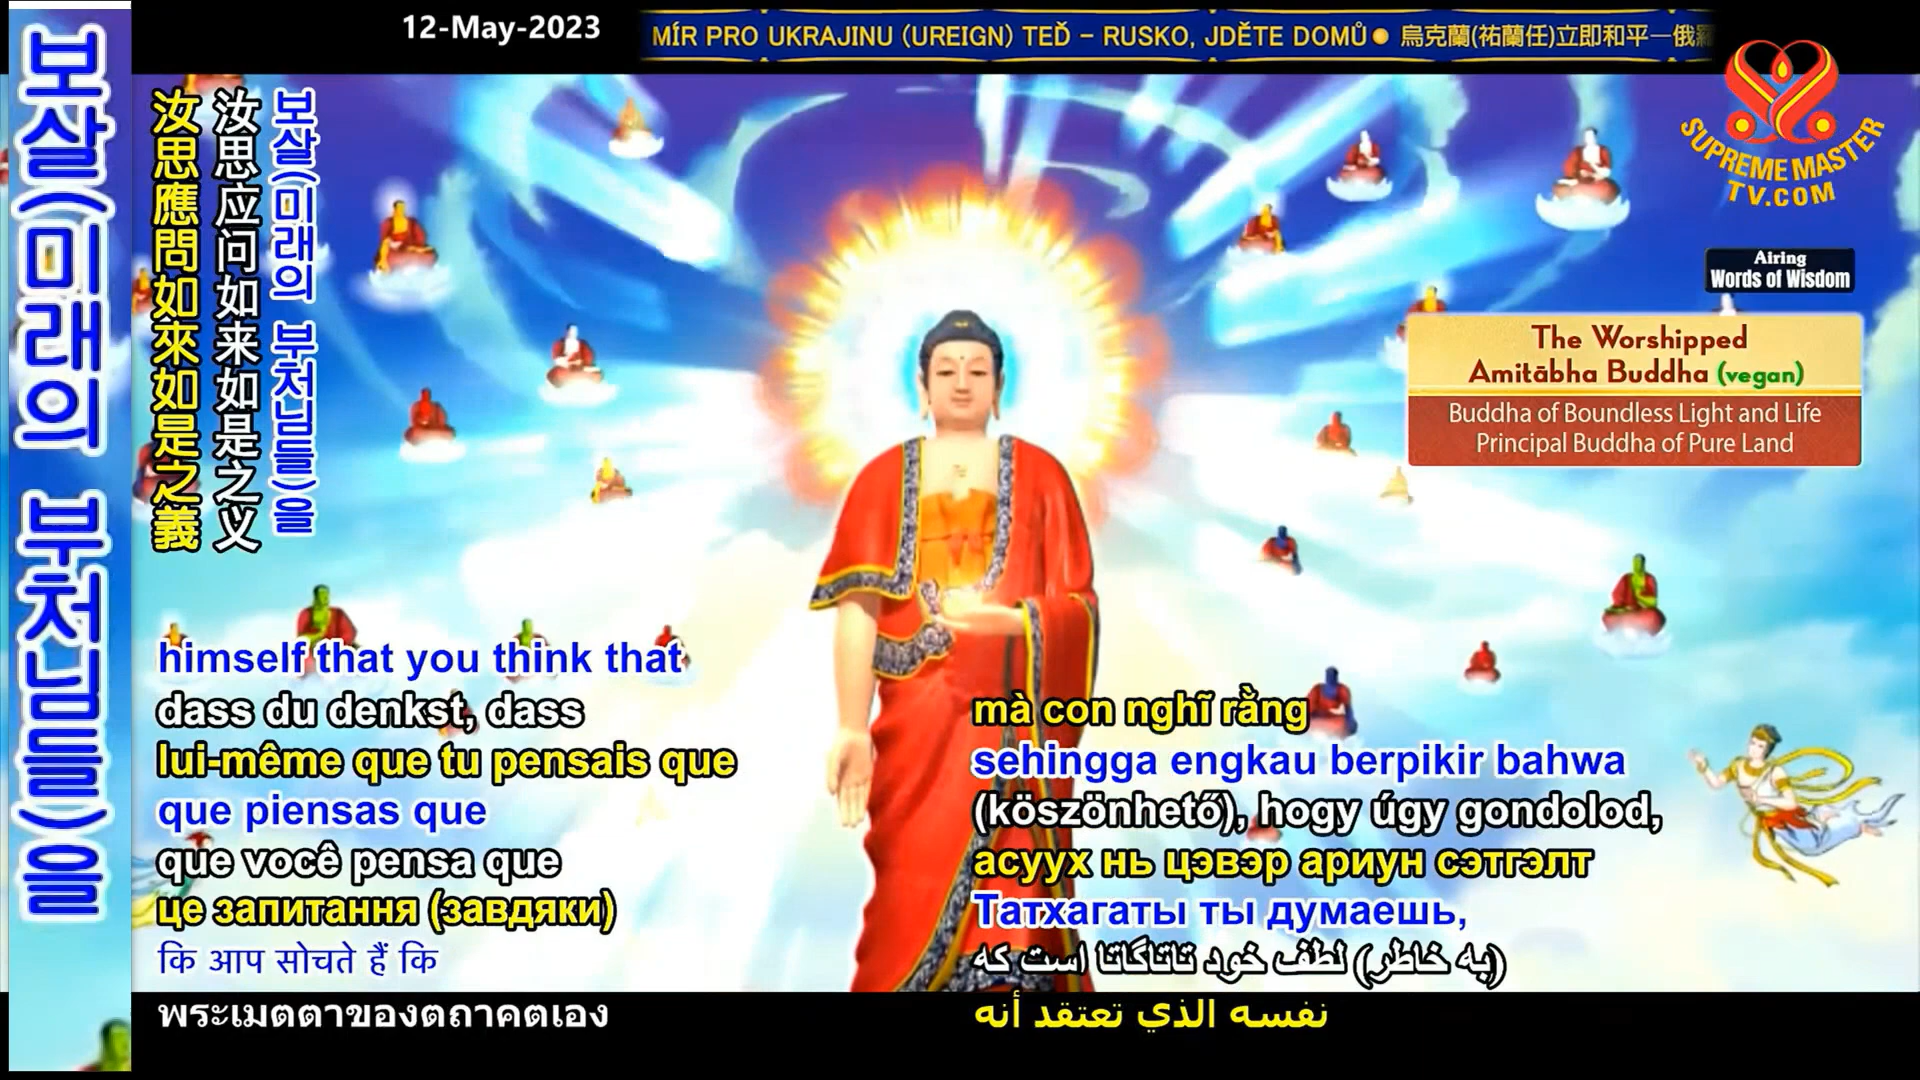 12-May-2023
MÍR PRO UKRAJINU (UREIGN) TEĎ – RUSKO, JDĚTE DOMŮ● 烏克蘭(祐蘭任)立即和平—俄羅
SUPREME MASTER
TV.COM
Airing
Words of Wisdom
The Worshipped
Amitābha Buddha (vegan)
Buddha of Boundless Light and Life
Principal Buddha of Pure Land
보살(미래의 부처님들)을
汝思應問如來如是之義
汝思应问如来如是之义
보살(미래의 부처님들)을
himself that you think that
dass du denkst, dass
lui-même que tu pensais que
que piensas que
que você pensa que
це запитання (завдяки)
कि आप सोचते हैं कि
พระเมตตาของตถาคตเอง
mà con nghĩ rằng
sehingga engkau berpikir bahwa
(köszönhető), hogy úgy gondolod,
асуух нь цэвэр ариун сэтгэлт
Татхагаты ты думаешь,
(به خاطر) لطف خود تاتاگاتا است که
نفسه الذي تعتقد أنه